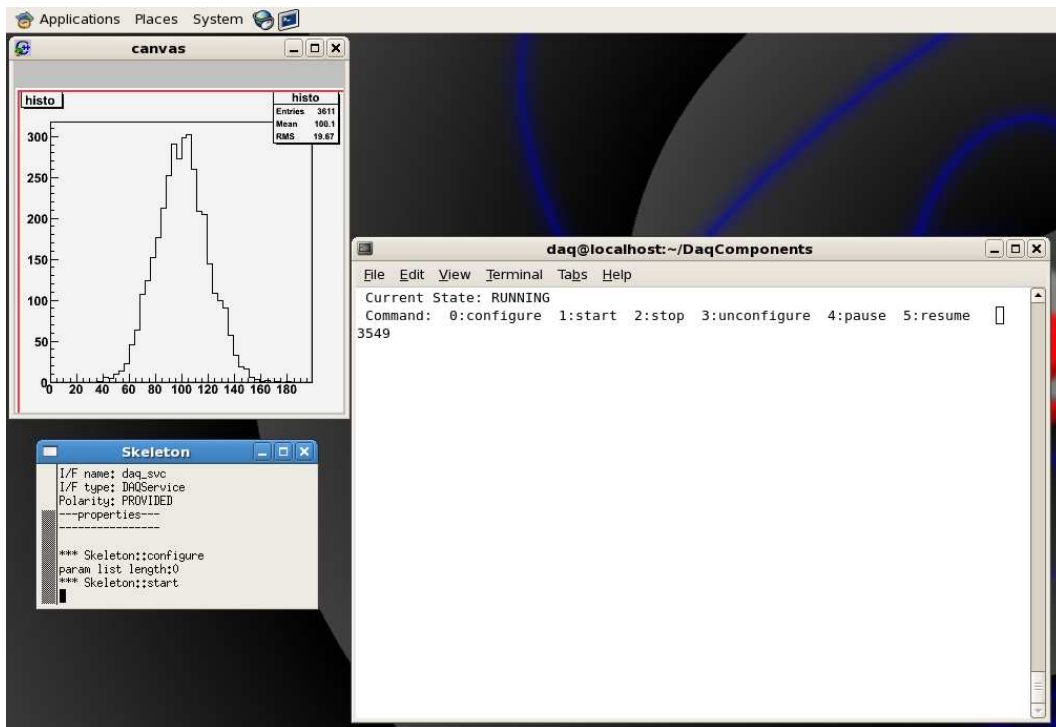 Applications Places System
canvas
histo
histo
Entries 3611
Mean 100.1
RMS 19.67
300
250
200
150
100
50
0
0 20 40 60 80 100 120 140 160 180
daq@localhost:~/DaqComponents
File Edit View Terminal Tabs Help
Current State: RUNNING
Command: 0:configure 1:start 2:stop 3:unconfigure 4:pause 5:resume
3549
Skeleton
I/F name: daq_svc
I/F type: DAQService
Polarity: PROVIDED
---properties---
----------------
*** Skeleton::configure
param list length:0
*** Skeleton::start